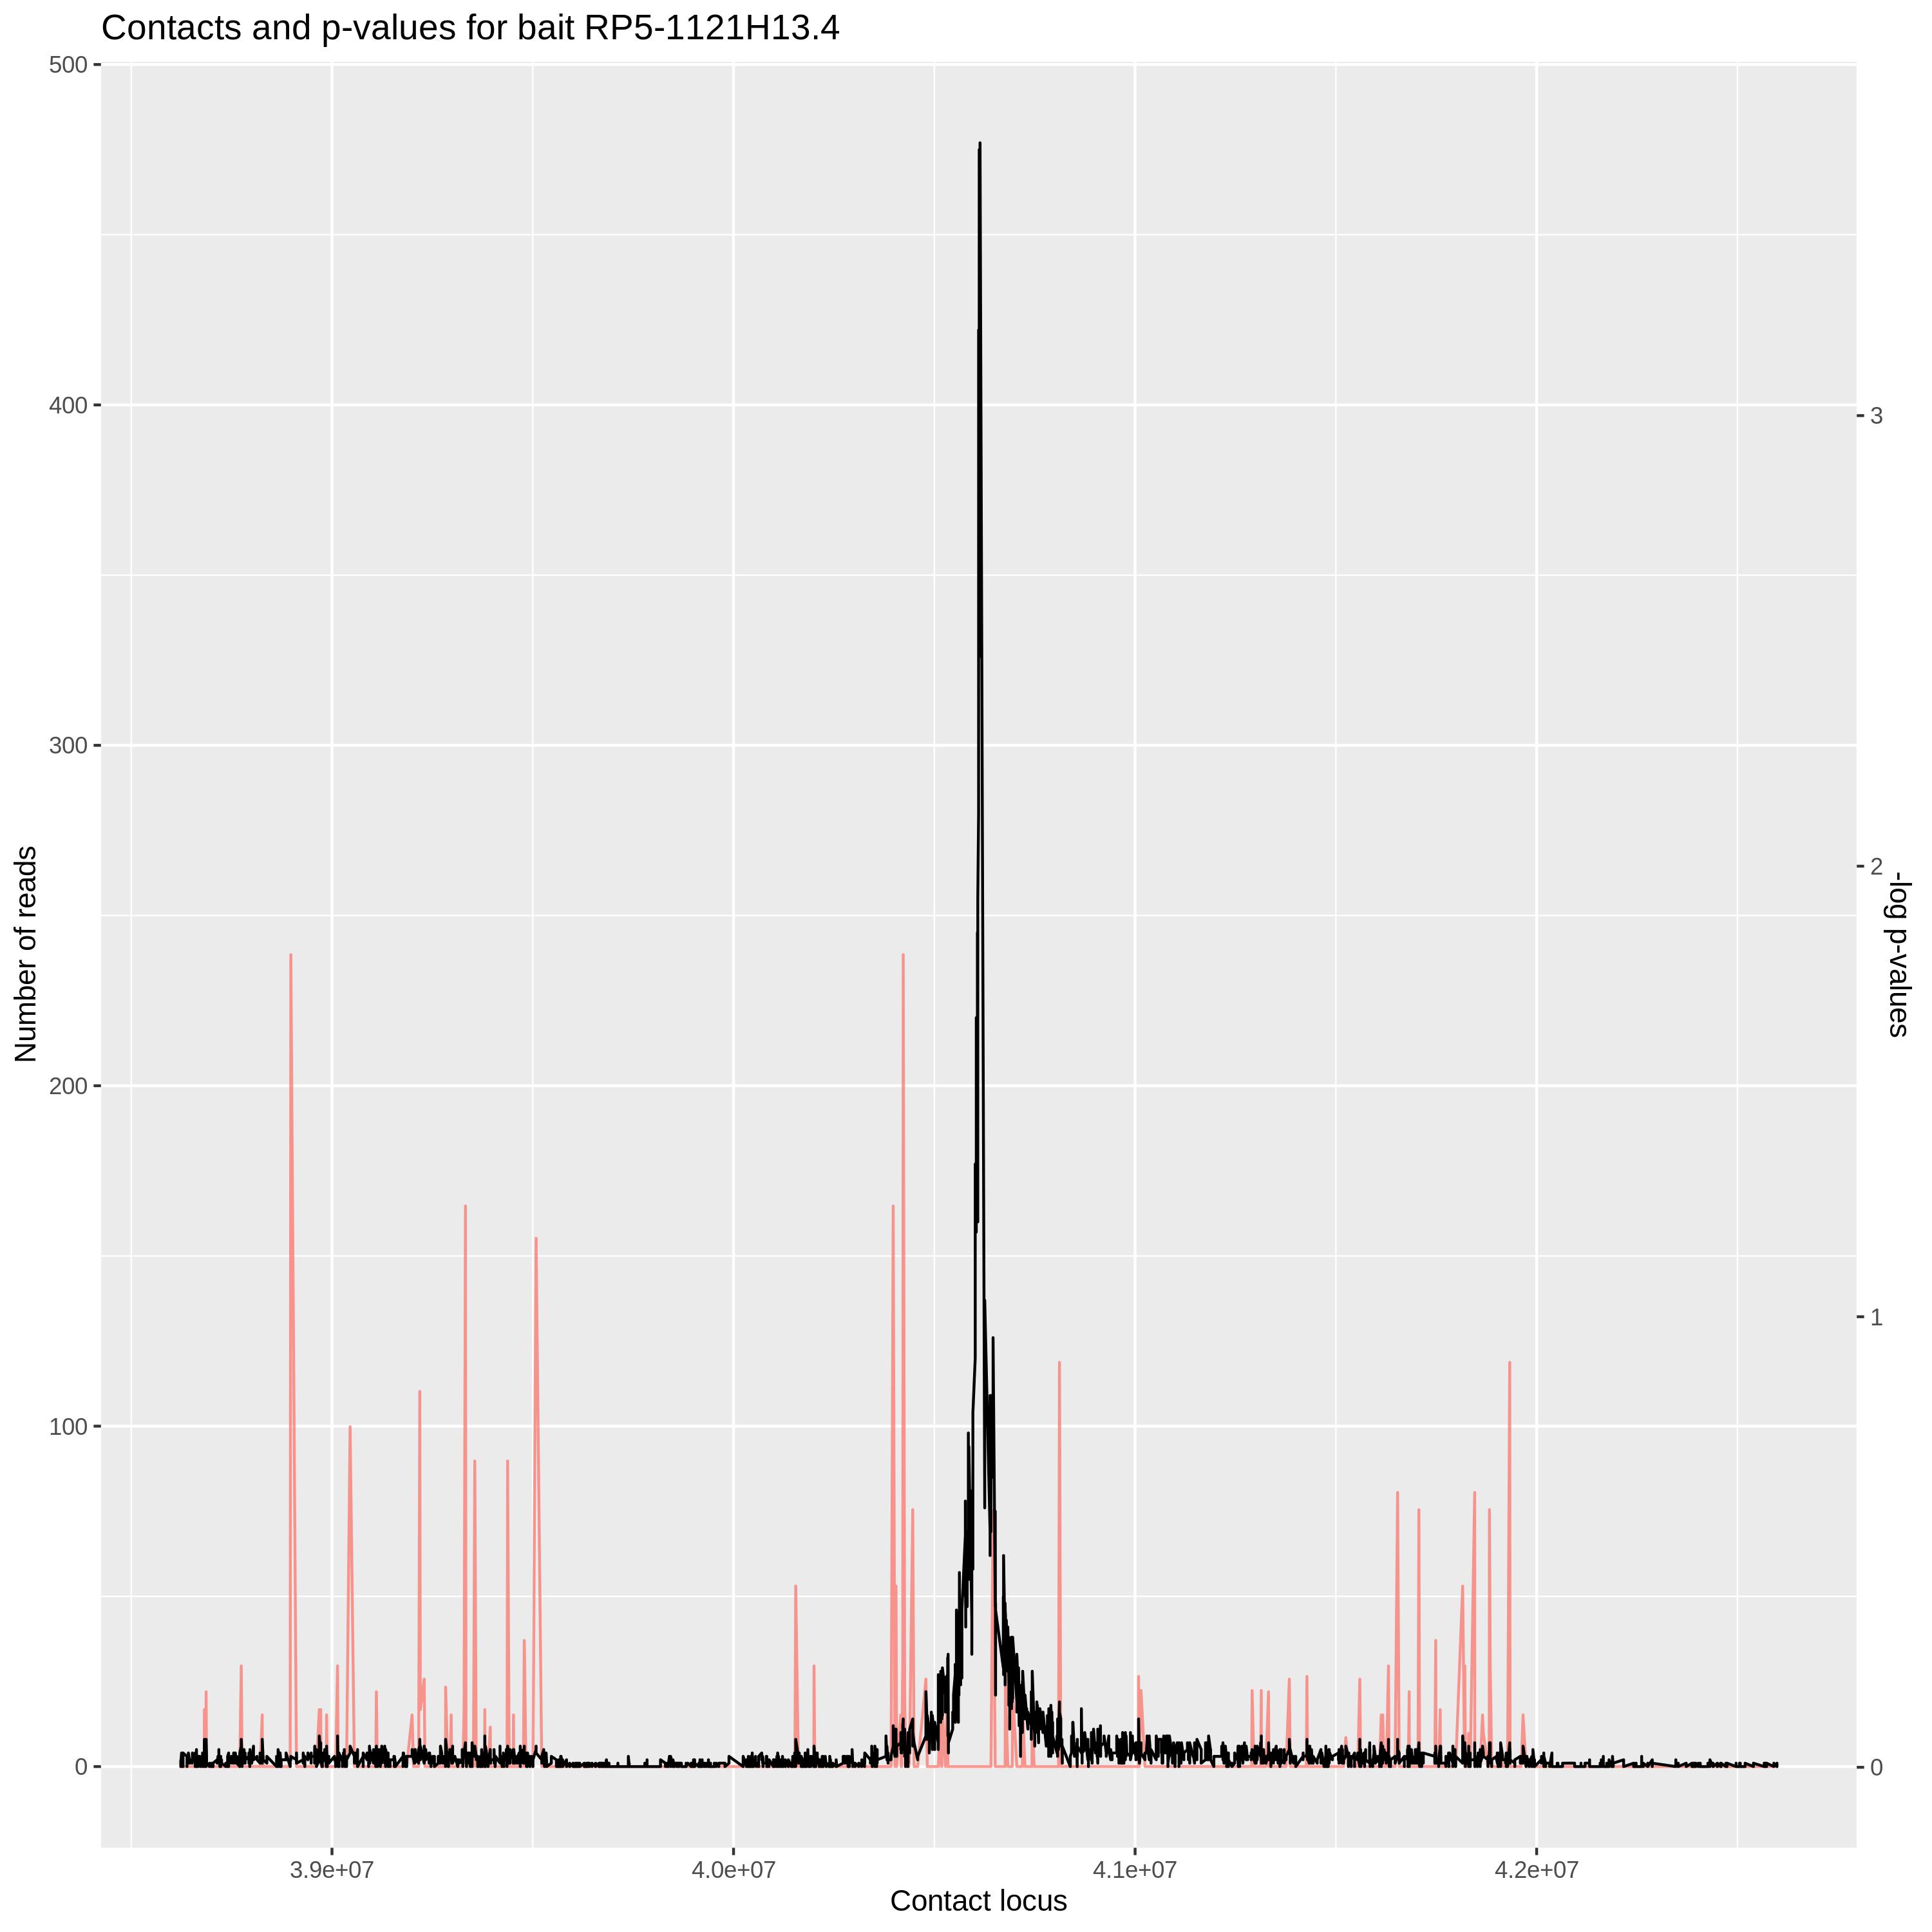 Contacts and p-values for bait RP5-1121H13.4
500
400
300
200
100
0
Number of reads
3
2
1
0
-log p-values
3.9e+07
4.0e+07
4.1e+07
4.2e+07
Contact locus